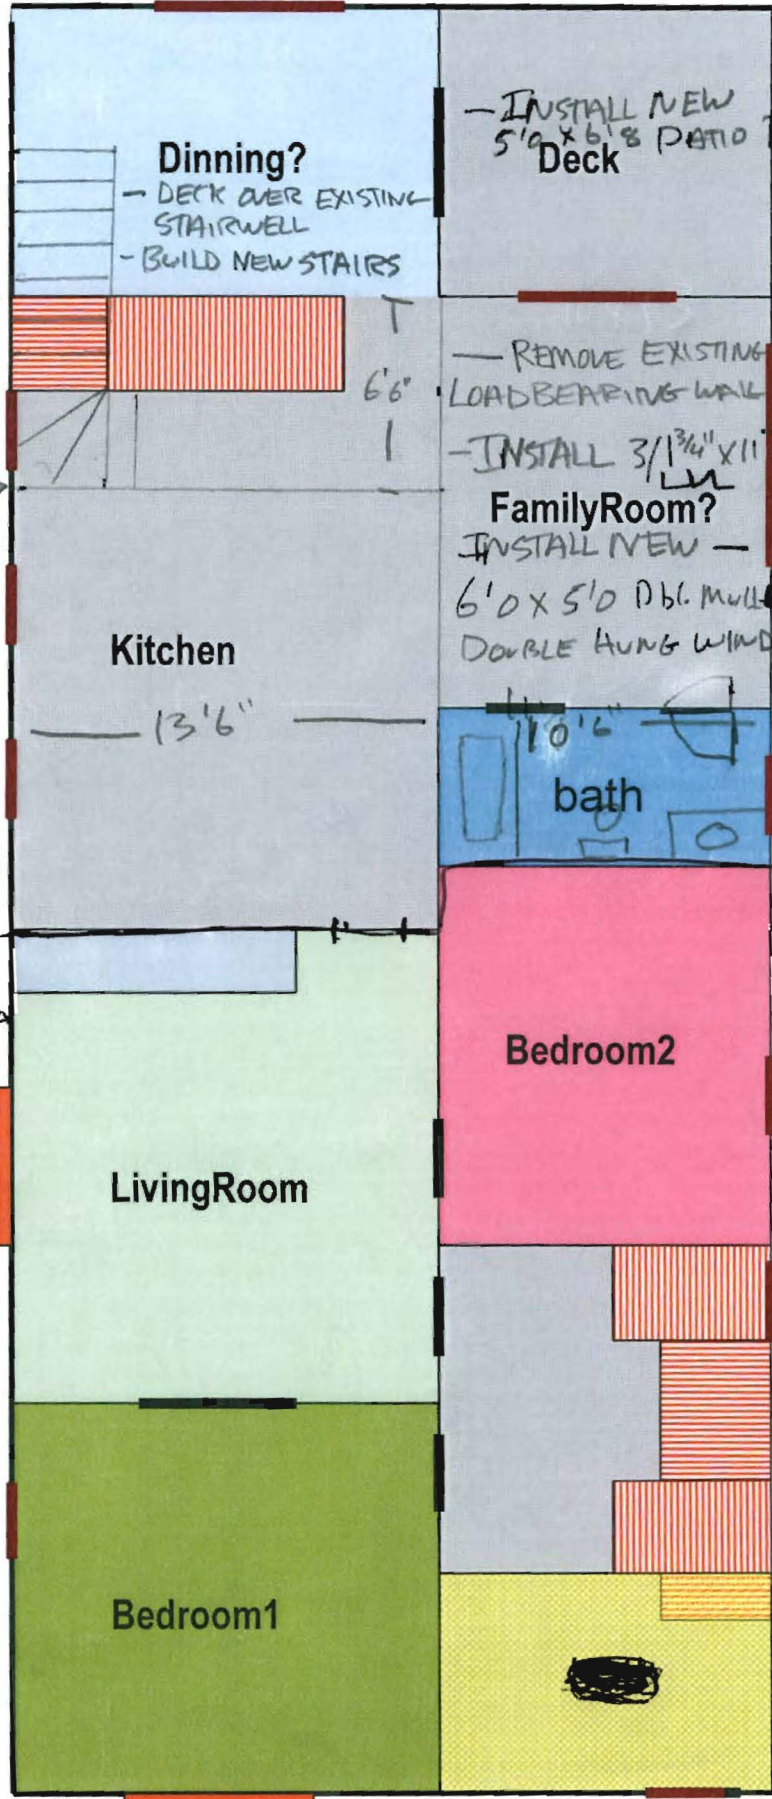 Dinning?
- DECK OVER EXISTING
STAIRWELL
- BUILD NEW STAIRS
- INSTALL NEW
5'0 x 6'8 PATIO
Deck
6'6"
- REMOVE EXISTING
LOADBEARING WALL
- INSTALL 3/1 3/4" X 11
LVL
FamilyRoom?
INSTALL NEW -
6'0 X 5'0 Dbl. MULL
DOUBLE HUNG WIND
Kitchen
13'6"
10'6"
bath
Bedroom2
LivingRoom
Bedroom1